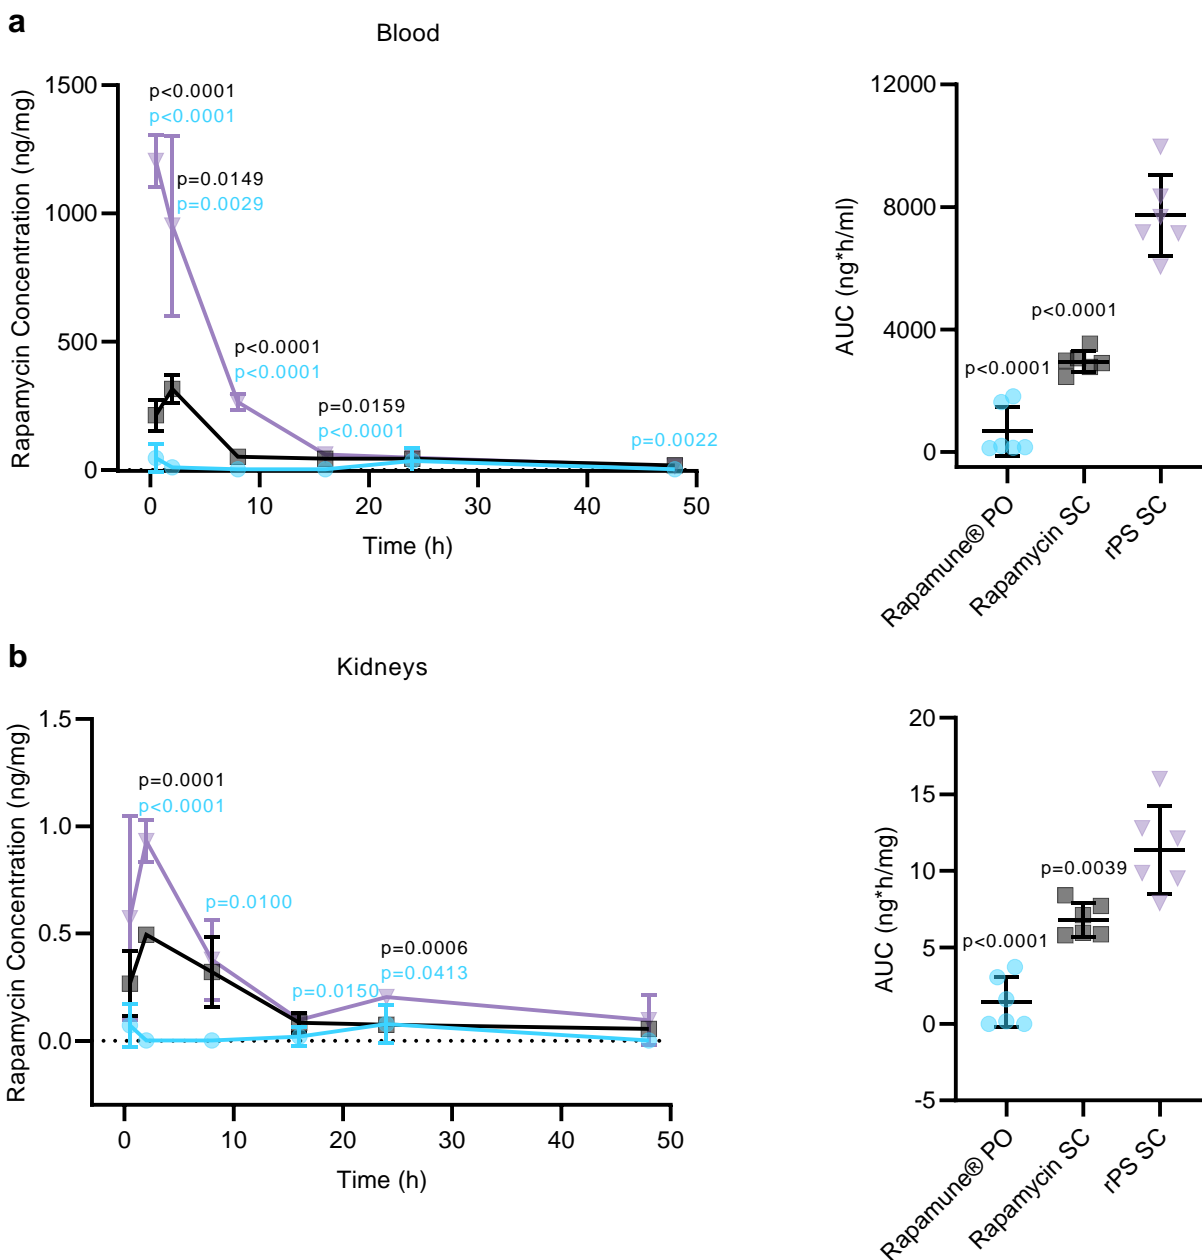 a
Blood
Rapamycin Concentration (ng/mg)
1500
1000
500
0
p<0.0001
p<0.0001
p=0.0149
p=0.0029
p<0.0001
p<0.0001
p=0.0159
p<0.0001
p=0.0022
0
10
20
30
40
50
Time (h)
AUC (ng*h/ml)
12000
8000
4000
0
p<0.0001
p<0.0001
Rapamune® PO
Rapamycin SC
rPS SC
b
Kidneys
Rapamycin Concentration (ng/mg)
1.5
1.0
0.5
0.0
p=0.0001
p<0.0001
p=0.0100
p=0.0150
p=0.0006
p=0.0413
0
10
20
30
40
50
Time (h)
AUC (ng*h/mg)
20
15
10
5
0
-5
p<0.0001
p=0.0039
Rapamune® PO
Rapamycin SC
rPS SC